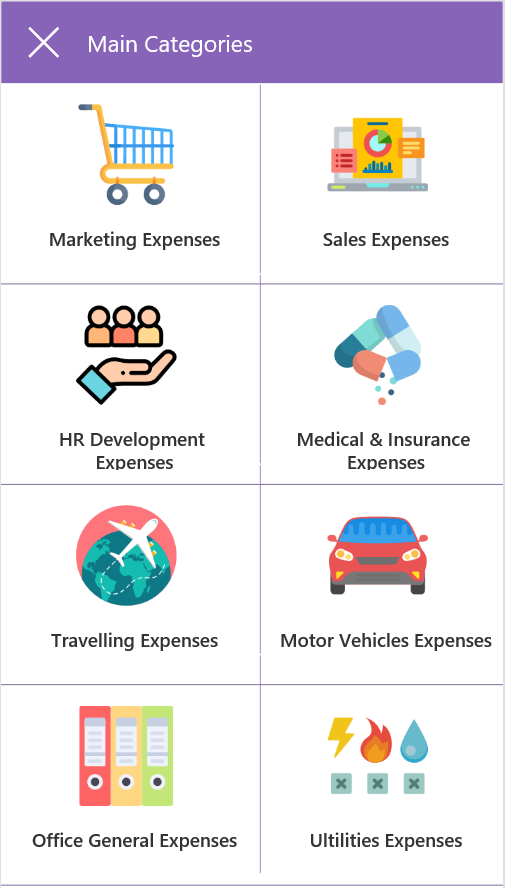 Main Categories
Marketing Expenses
Sales Expenses
HR Development
Expenses
Medical & Insurance
Expenses
Travelling Expenses
Motor Vehicles Expenses
Office General Expenses
Ultilities Expenses